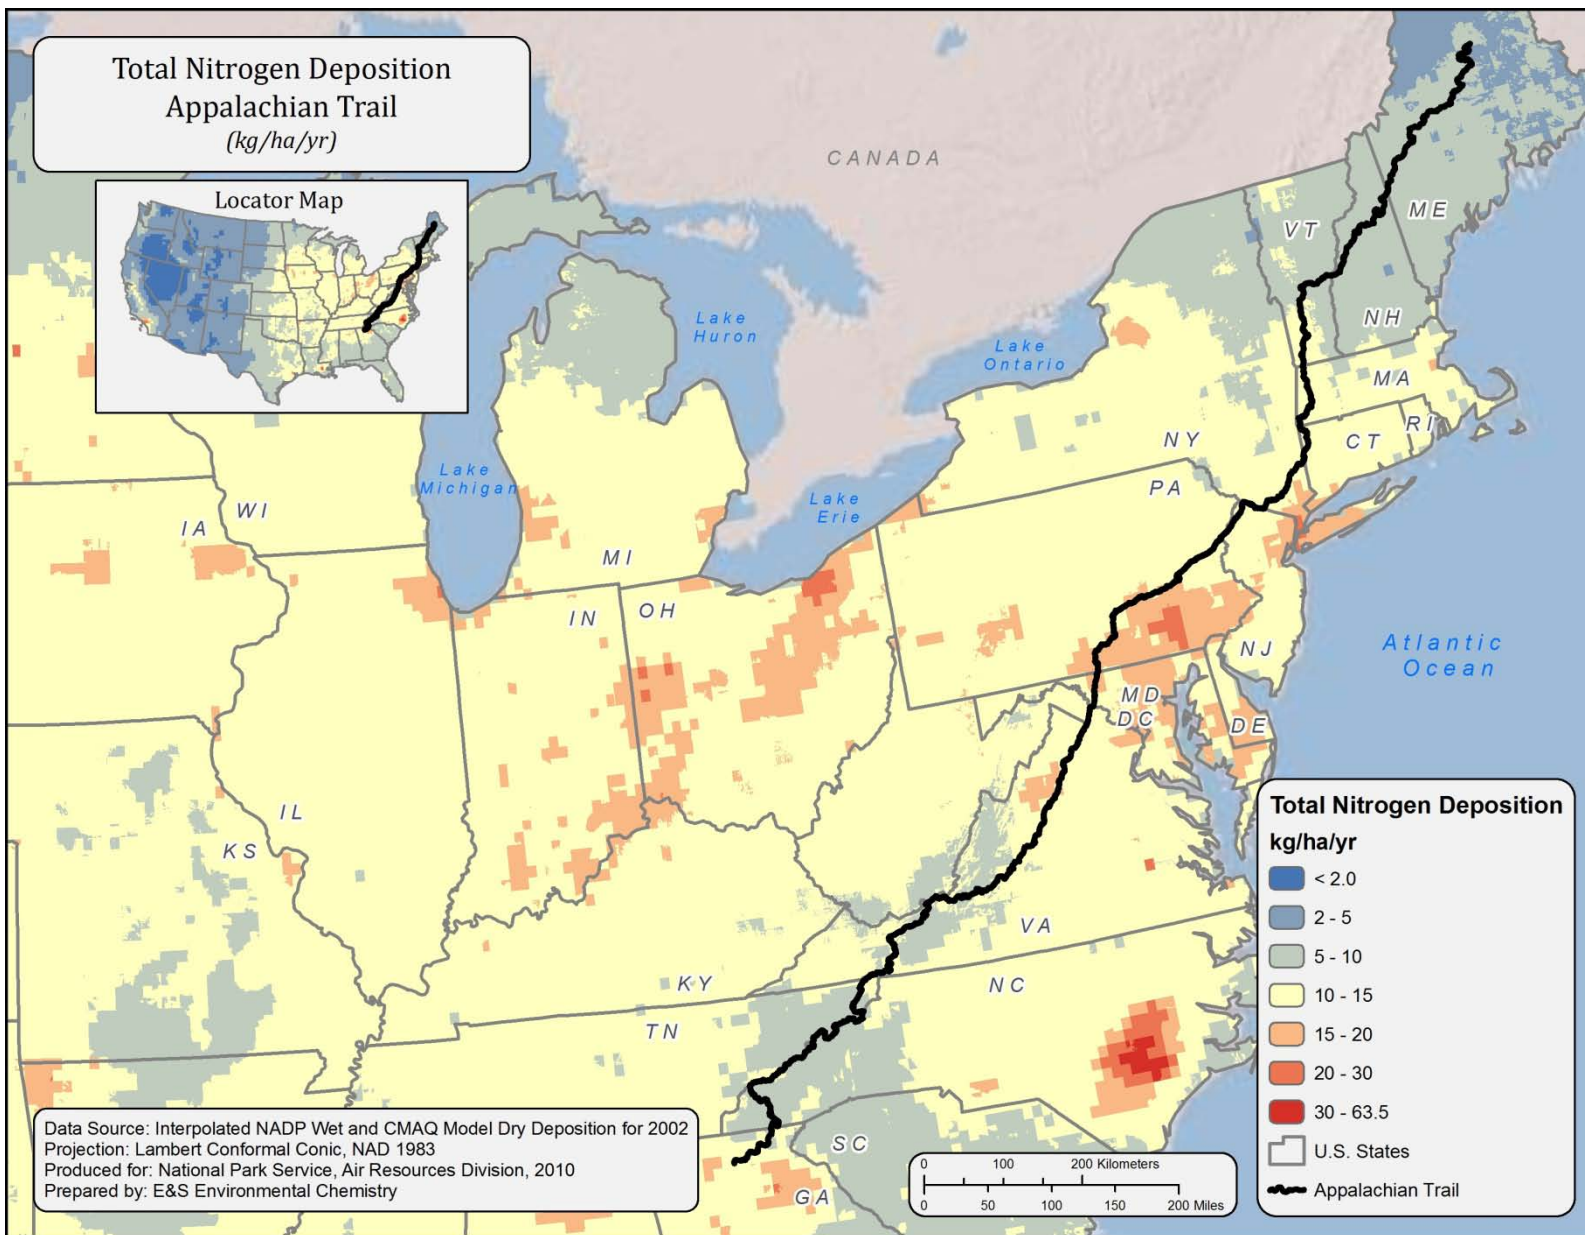 Total Nitrogen Deposition
Appalachian Trail
(kg/ha/yr)
Locator Map
CANADA
ME
VT
NH
Lake
Huron
Lake
Ontario
MA
RI
CT
NY
Lake
Michigan
PA
Lake
Erie
WI
IA
MI
IN
OH
NJ
Atlantic
Ocean
MD
DC
DE
IL
KS
VA
KY
NC
TN
SC
GA
Total Nitrogen Deposition
kg/ha/yr
< 2.0
2 - 5
5 - 10
10 - 15
15 - 20
20 - 30
30 - 63.5
U.S. States
Appalachian Trail
Data Source: Interpolated NADP Wet and CMAQ Model Dry Deposition for 2002
Projection: Lambert Conformal Conic, NAD 1983
Produced for: National Park Service, Air Resources Division, 2010
Prepared by: E&S Environmental Chemistry
0 100 200 Kilometers
0 50 100 150 200 Miles